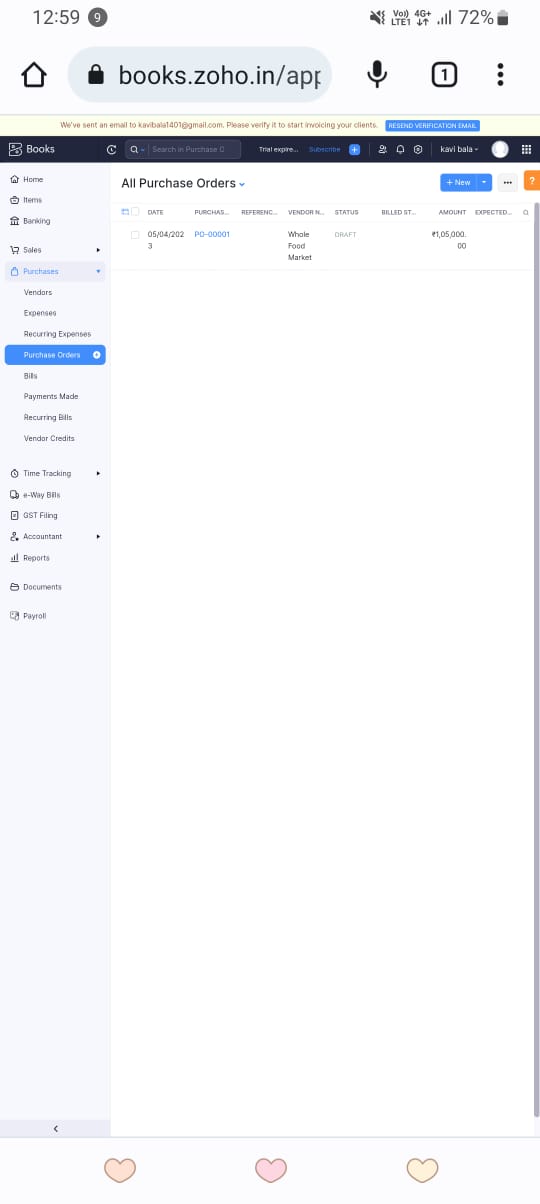 12:59 9 Vo) LTE1 4G+ 72%
books.zoho.in/app 1
We've sent an email to kavibala1401@gmail.com. Please verify it to start invoicing your clients. RESEND VERIFICATION EMAIL
Books Search in Purchase O Trial expire... Subscribe kavi bala
Home
Items
Banking
Sales
Purchases
Vendors
Expenses
Recurring Expenses
Purchase Orders
Bills
Payments Made
Recurring Bills
Vendor Credits
Time Tracking
e-Way Bills
GST Filing
Accountant
Reports
Documents
Payroll
All Purchase Orders + New ... ?
DATE PURCHAS... REFERENC... VENDOR N... STATUS BILLED ST... AMOUNT EXPECTED...
05/04/202 PO-00001 Whole DRAFT ₹1,05,000.
3 Food 00
Market